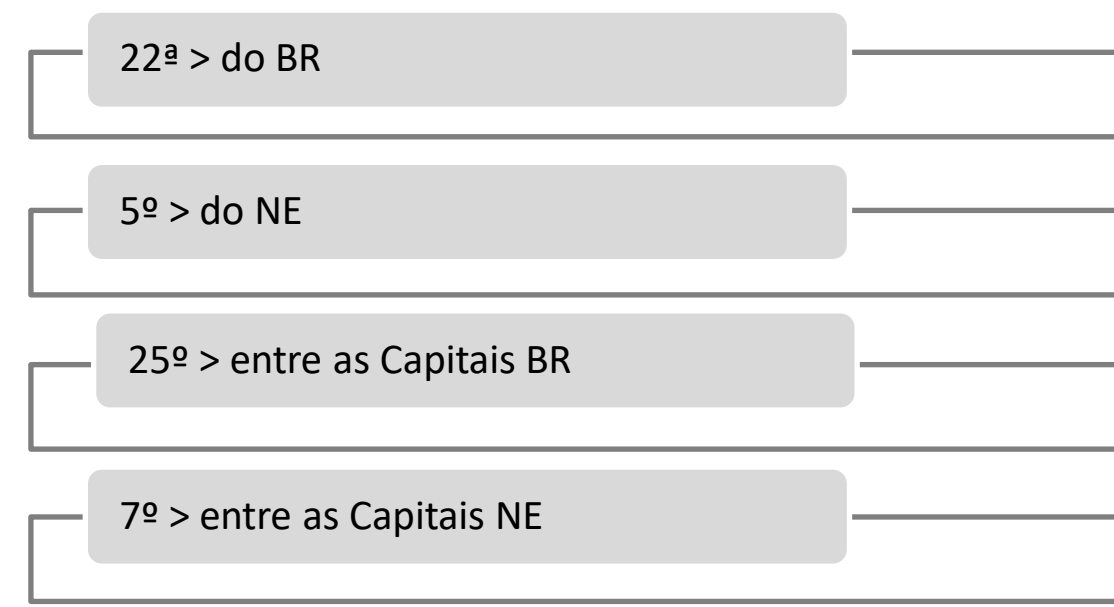 22ª > do BR
5º > do NE
25º > entre as Capitais BR
7º > entre as Capitais NE